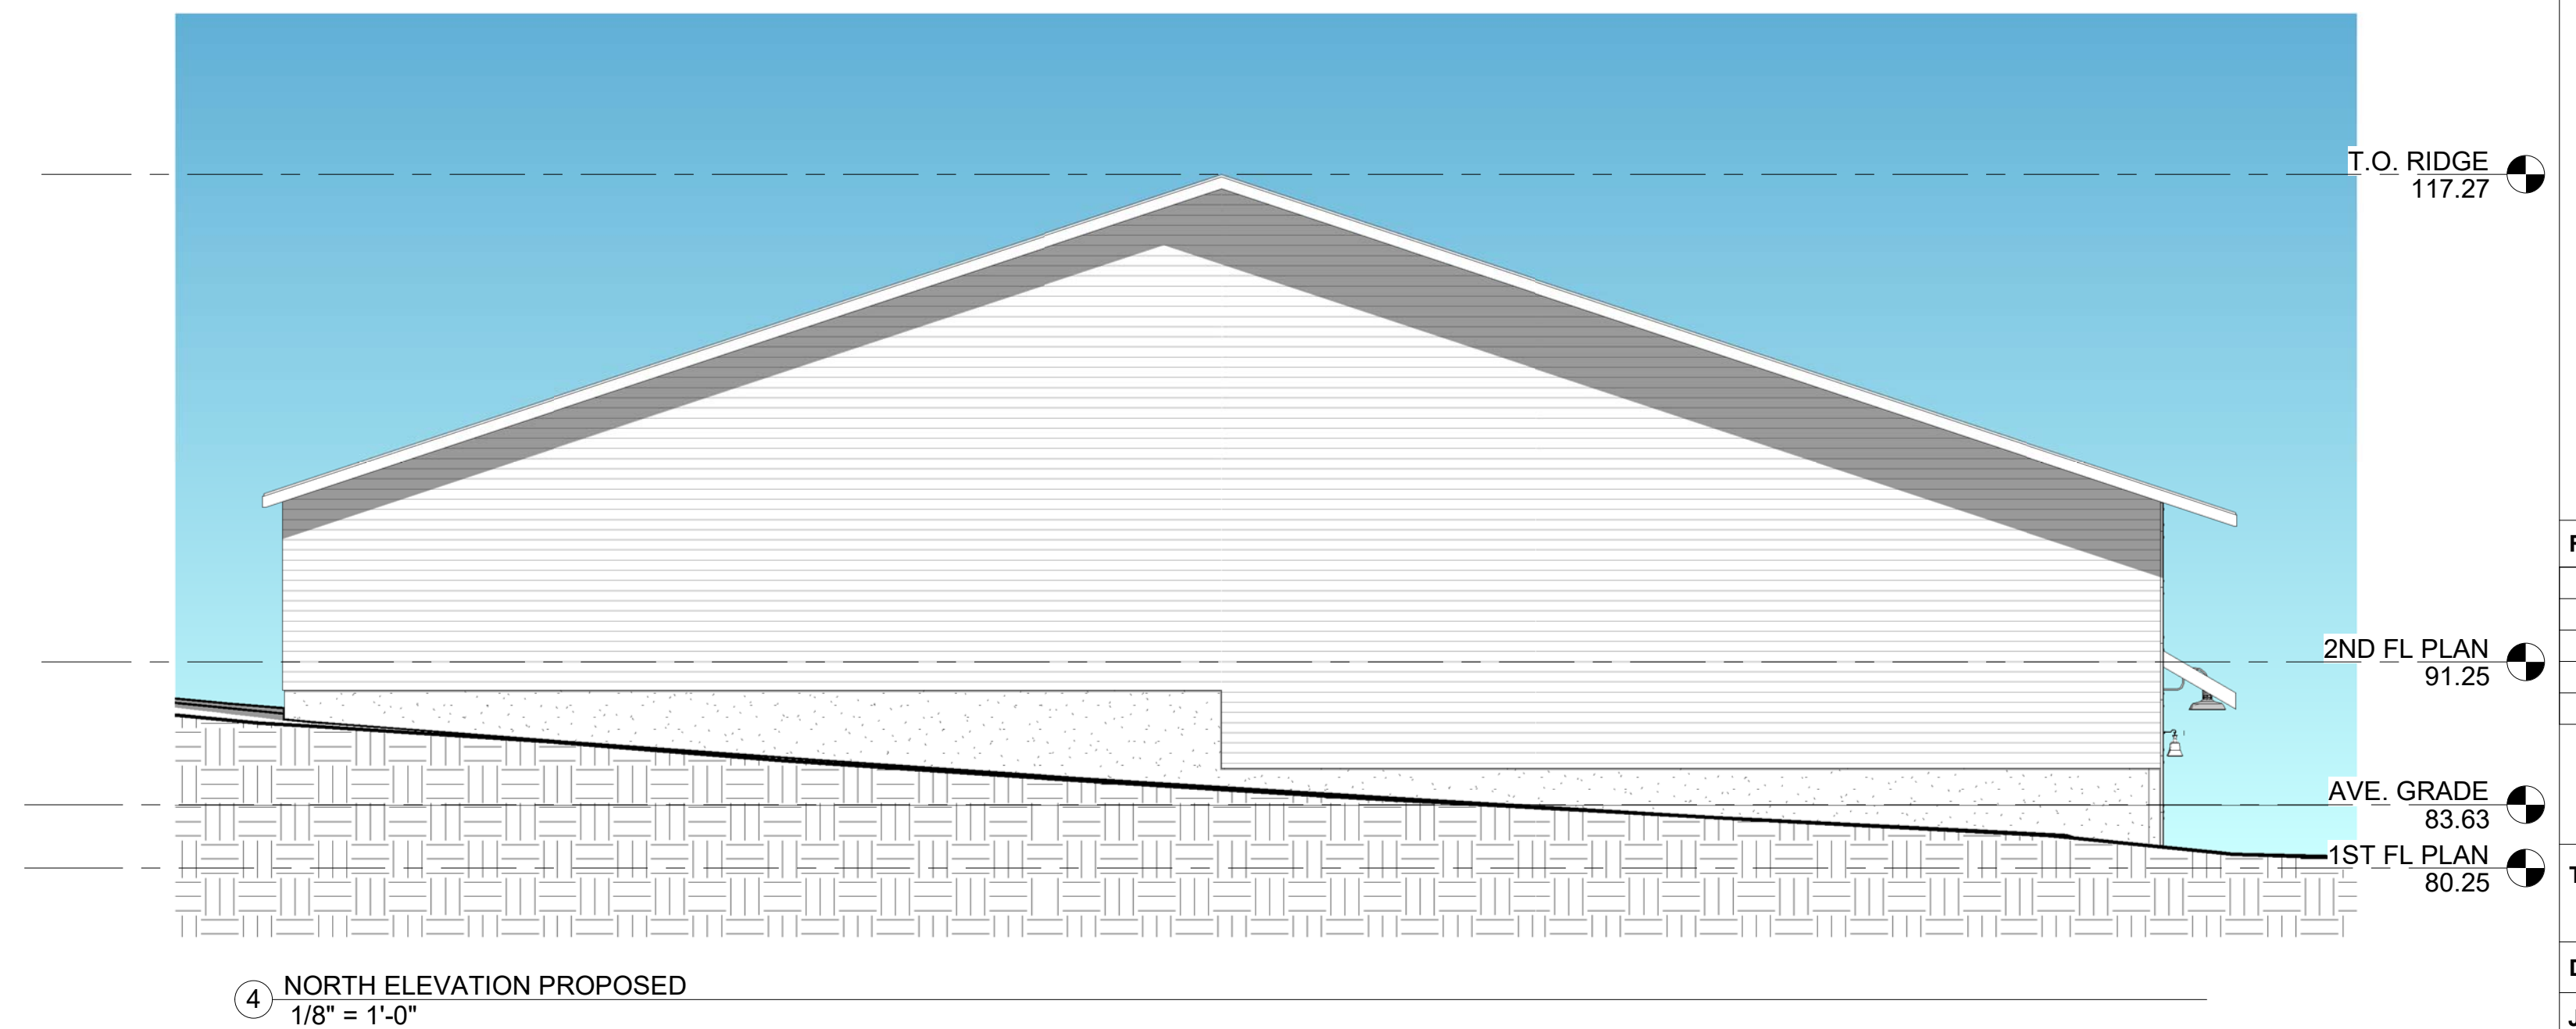 T.O. RIDGE
117.27
2ND FL PLAN
91.25
AVE. GRADE
83.63
1ST FL PLAN
80.25
4
NORTH ELEVATION PROPOSED
1/8" = 1'-0"